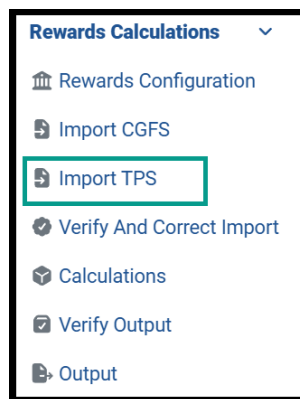 Rewards Calculations
Rewards Configuration
Import CGFS
Import TPS
Verify And Correct Import
Calculations
Verify Output
Output